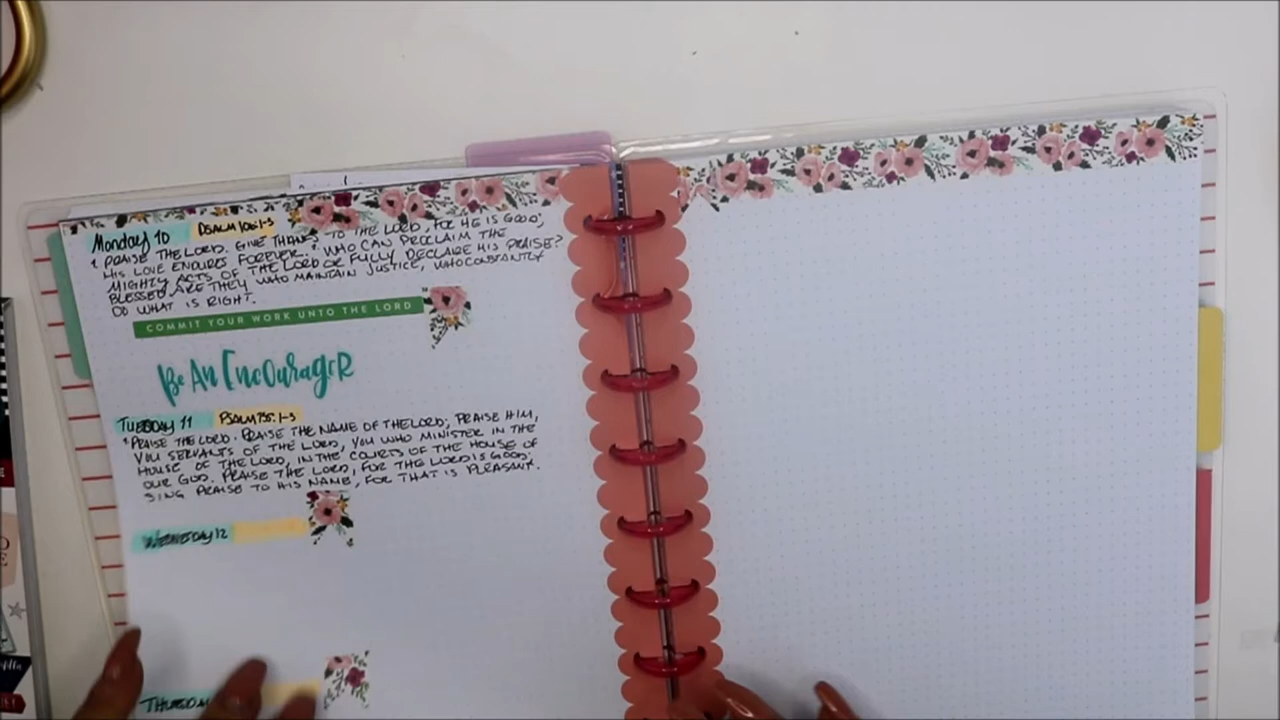 Monday 10 PSALM 106:1-3
1 PRAISE THE LORD. GIVE THANKS TO THE LORD, FOR HE IS GOOD;
HIS LOVE ENDURES FOREVER. 2 WHO CAN PROCLAIM THE
MIGHTY ACTS OF THE LORD OR FULLY DECLARE HIS PRAISE?
BLESSED ARE THEY WHO MAINTAIN JUSTICE, WHO CONSTANTLY
DO WHAT IS RIGHT.
COMMIT YOUR WORK UNTO THE LORD
Be An EncOuragER
TUESDAY 11 PSALM 135:1-3
1 PRAISE THE LORD. PRAISE THE NAME OF THE LORD; PRAISE HIM,
YOU SERVANTS OF THE LORD, YOU WHO MINISTER IN THE
HOUSE OF THE LORD, IN THE COURTS OF THE HOUSE OF
OUR GOD. PRAISE THE LORD, FOR THE LORD IS GOOD;
SING PRAISE TO HIS NAME, FOR THAT IS PLEASANT.
WEDNESDAY 12